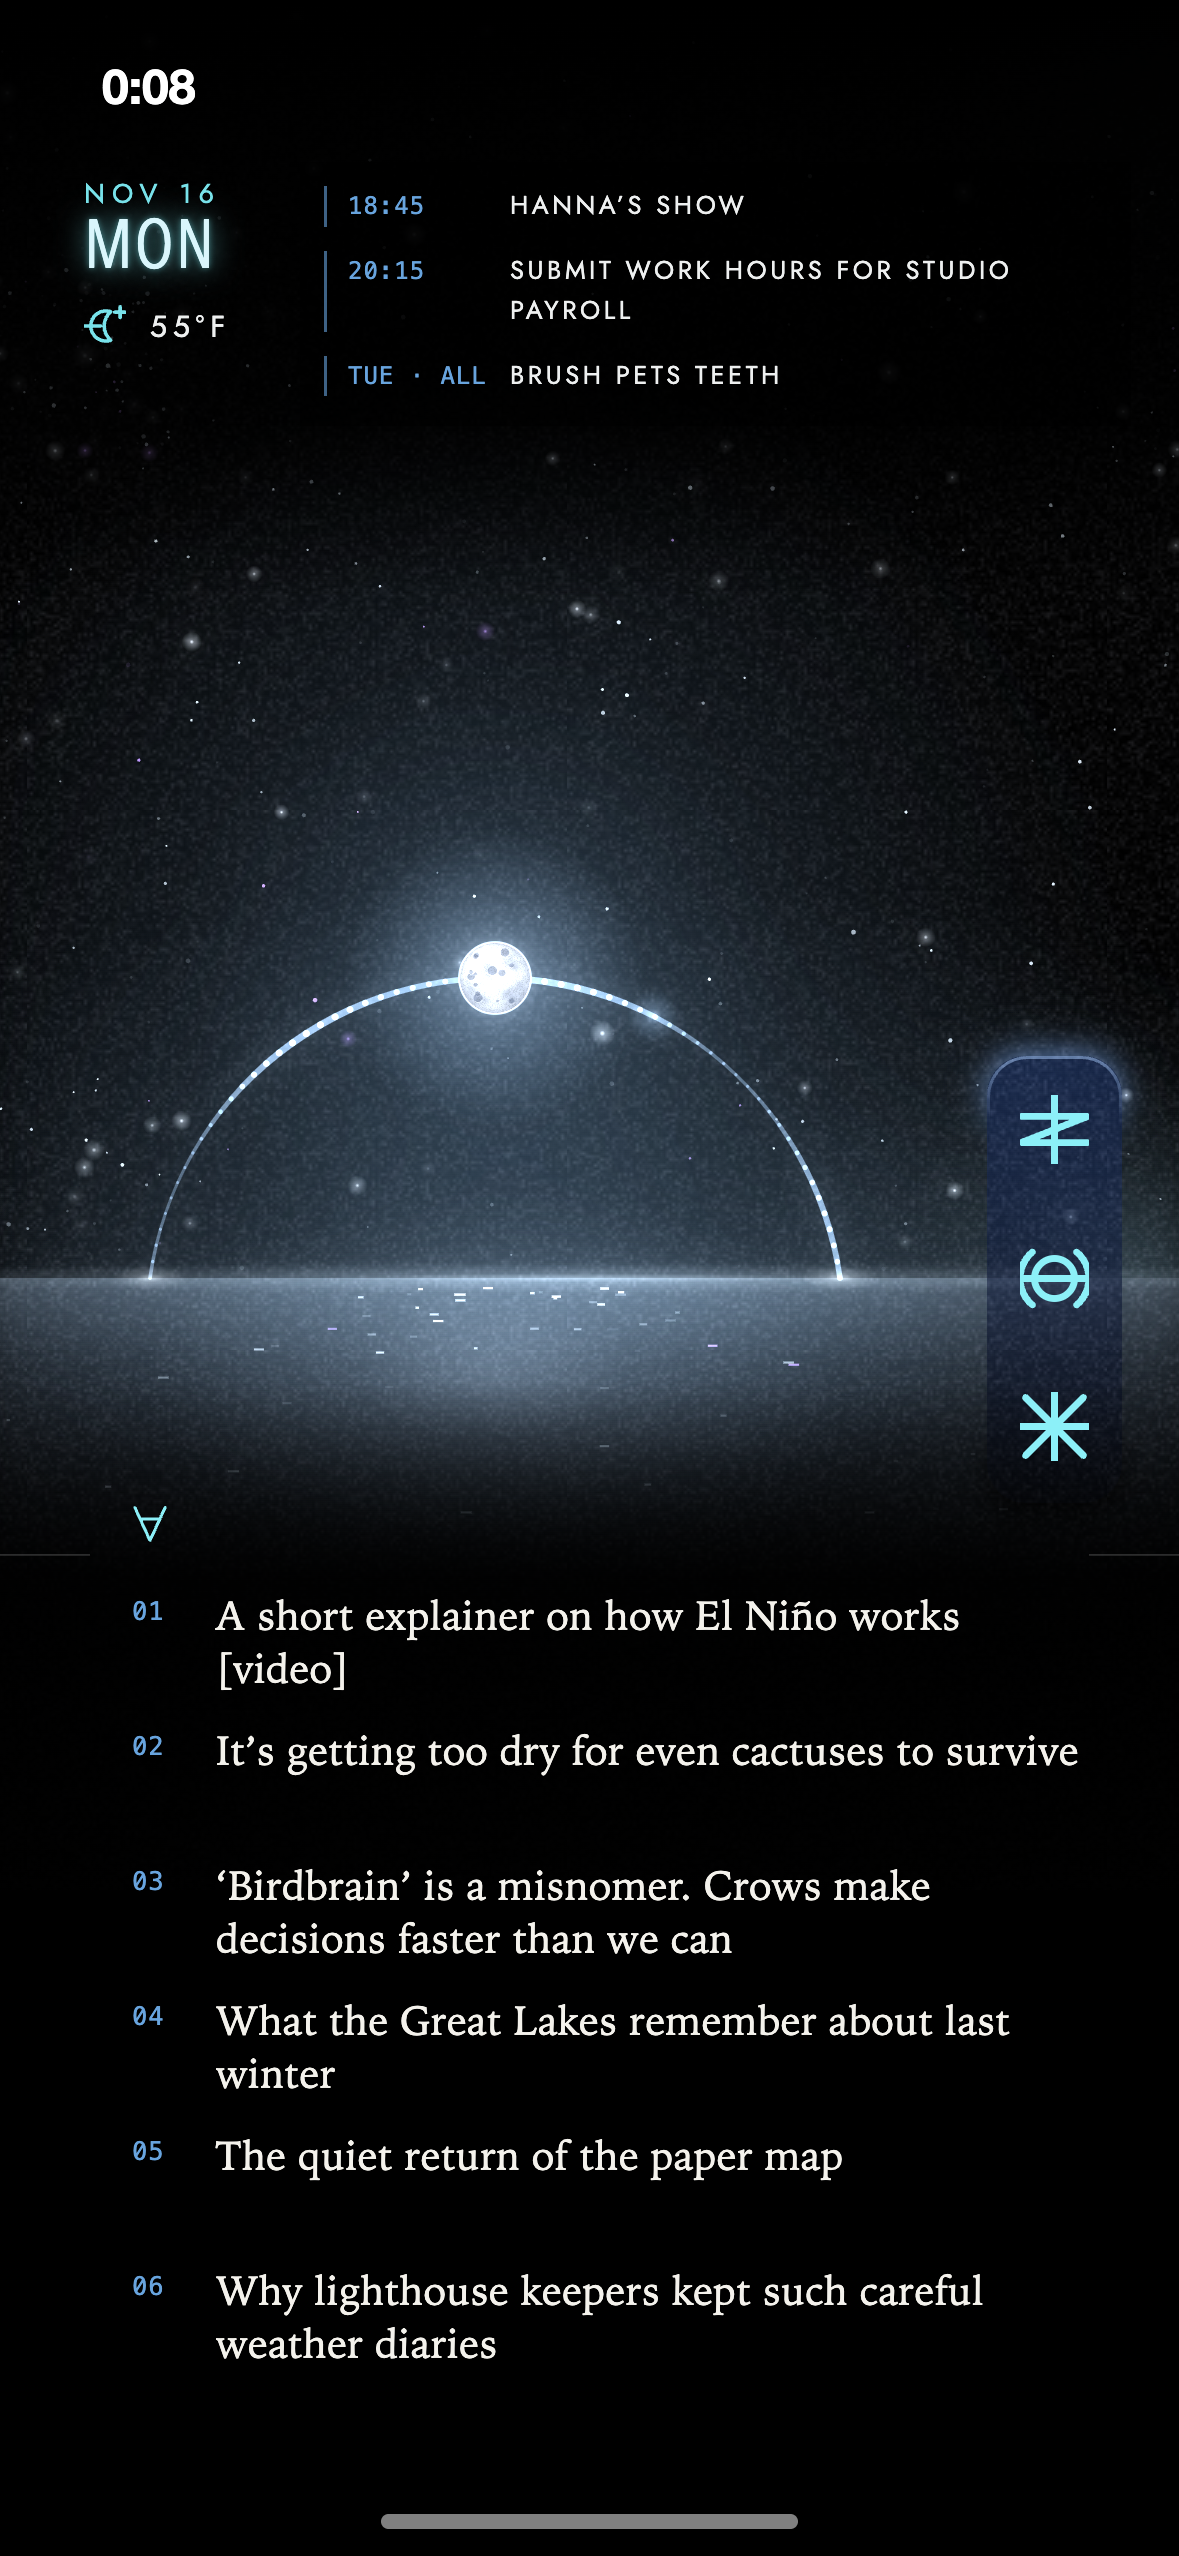 0:08
NOV 16
MON
55°F
18:45 HANNA’S SHOW
20:15 SUBMIT WORK HOURS FOR STUDIO
PAYROLL
TUE · ALL BRUSH PETS TEETH
∀
01 A short explainer on how El Niño works
[video]
02 It’s getting too dry for even cactuses to survive
03 ‘Birdbrain’ is a misnomer. Crows make
decisions faster than we can
04 What the Great Lakes remember about last
winter
05 The quiet return of the paper map
06 Why lighthouse keepers kept such careful
weather diaries